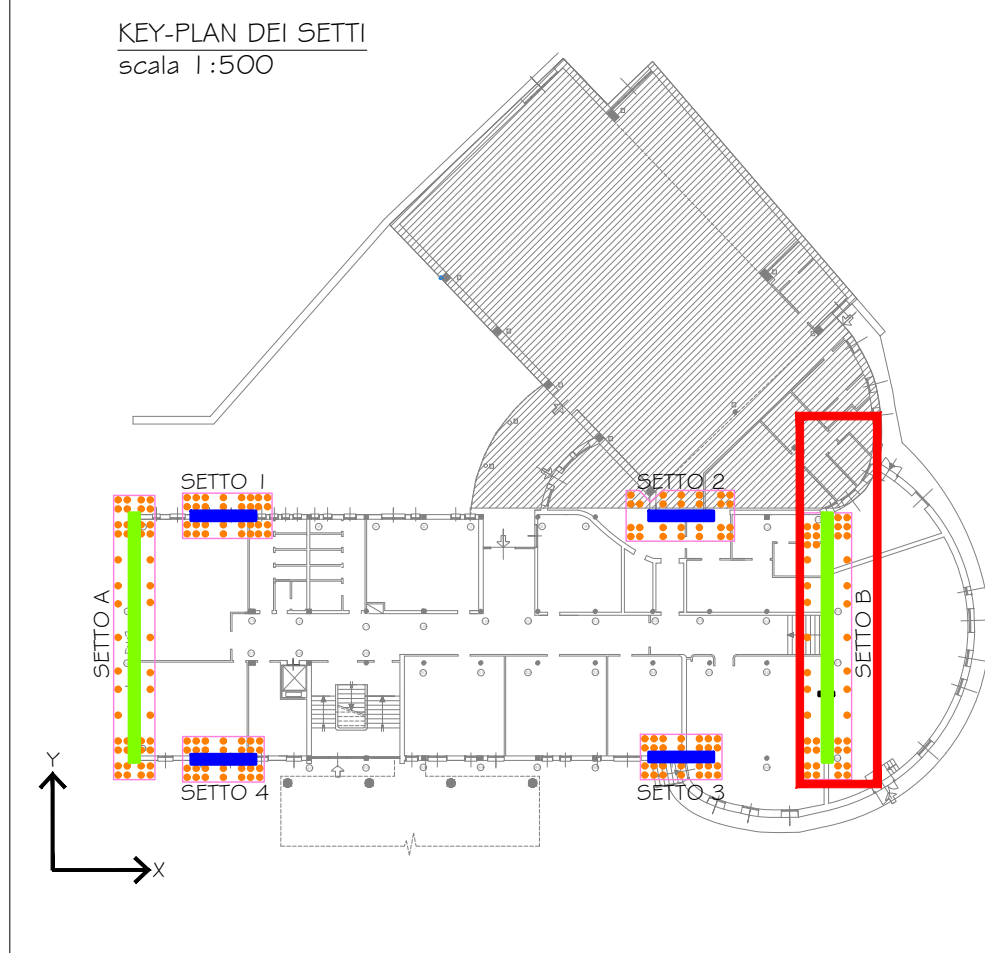 KEY-PLAN DEI SETTI
scala 1:500
SETTO 1
SETTO 2
SETTO A
SETTO B
SETTO 4
SETTO 3
Y
X